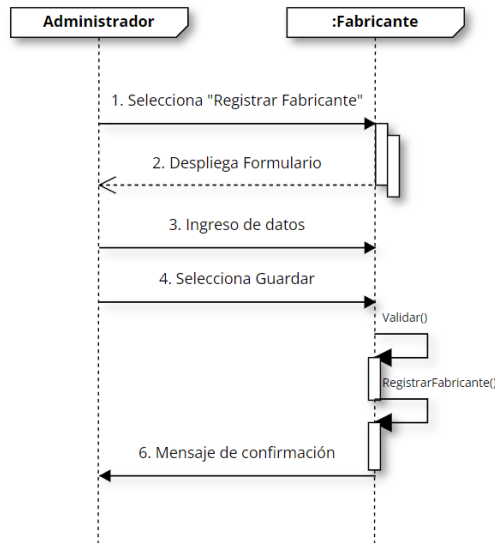 Administrador
:Fabricante
1. Selecciona "Registrar Fabricante"
2. Despliega Formulario
3. Ingreso de datos
4. Selecciona Guardar
Validar()
RegistrarFabricante()
6. Mensaje de confirmación